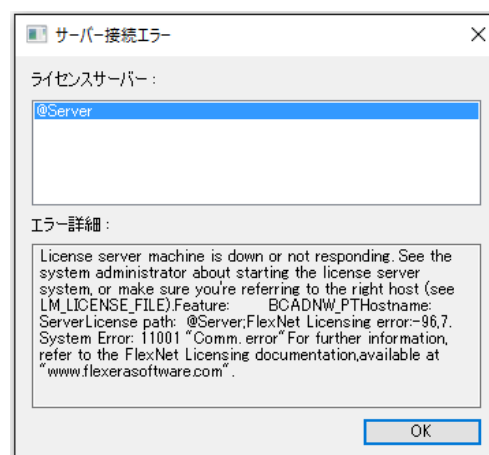 サーバー接続エラー
ライセンスサーバー：
@Server
エラー詳細：
License server machine is down or not responding. See the
system administrator about starting the license server
system, or make sure you're referring to the right host (see
LM_LICENSE_FILE).Feature: BCADNW_PTHostname:
ServerLicense path: @Server;FlexNet Licensing error:-96,7.
System Error: 11001 "Comm. error"For further information,
refer to the FlexNet Licensing documentation,available at
"www.flexerasoftware.com".
OK